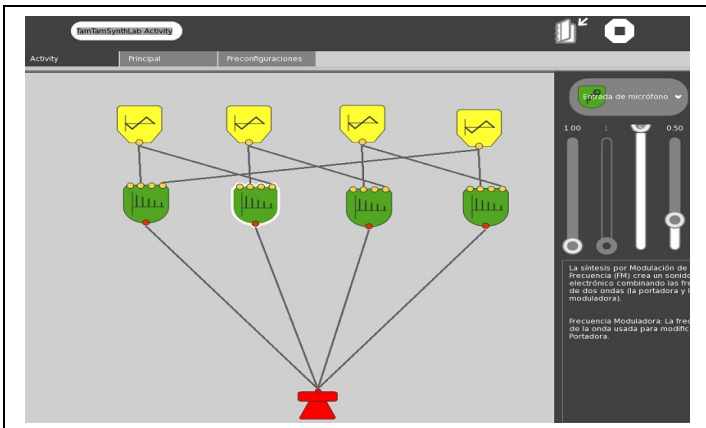 TamTamSynthLab Activity
Activity
Principal
Preconfiguraciones
Entrada de micrófono
1.00
1
0.50
La síntesis por Modulación de
Frecuencia (FM) crea un sonido
electrónico combinando las fre
de dos ondas (la portadora y l
moduladora).
Frecuencia Moduladora: La frec
de la onda usada para modific
Portadora.